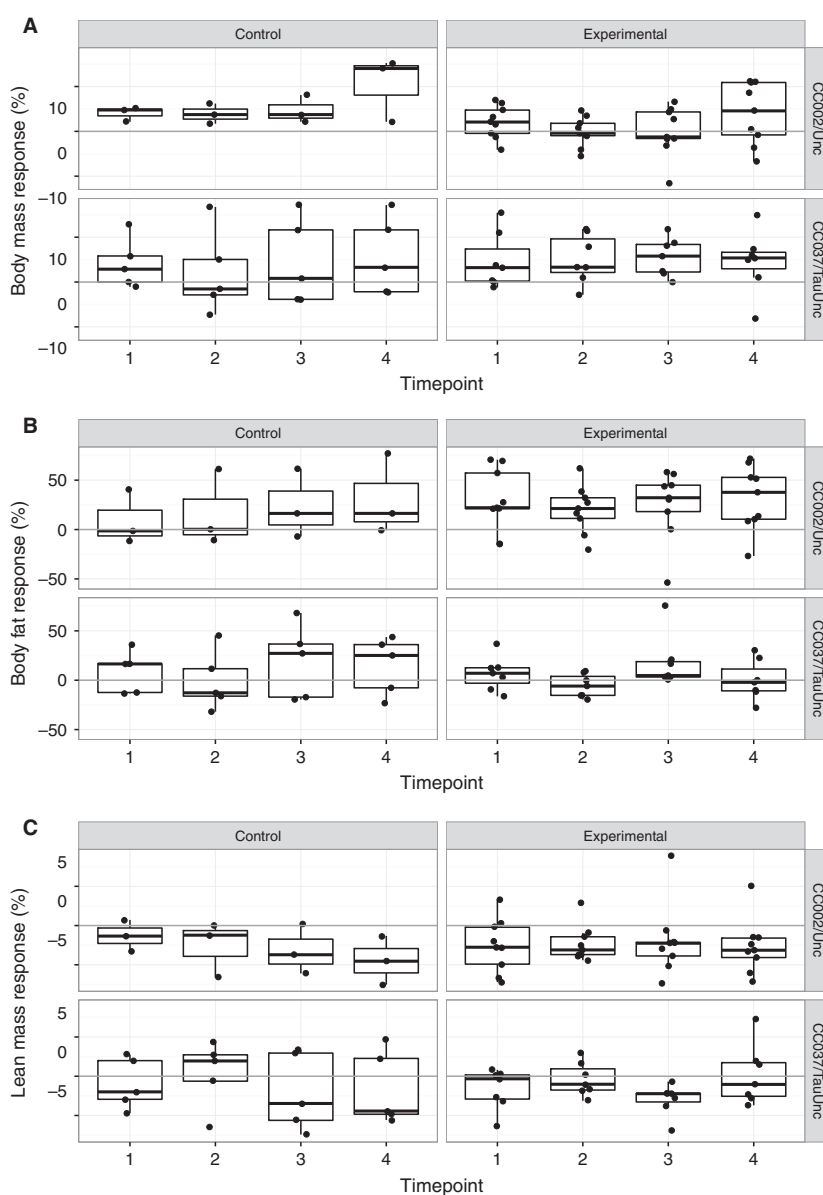 A
Control
Experimental
Body mass response (%)
10
0
−10
10
0
−10
CC002/Unc
CC037/TauUnc
1
2
3
4
1
2
3
4
Timepoint
B
Control
Experimental
Body fat response (%)
50
0
−50
50
0
−50
CC002/Unc
CC037/TauUnc
1
2
3
4
1
2
3
4
Timepoint
C
Control
Experimental
Lean mass response (%)
5
0
−5
5
0
−5
CC002/Unc
CC037/TauUnc
1
2
3
4
1
2
3
4
Timepoint